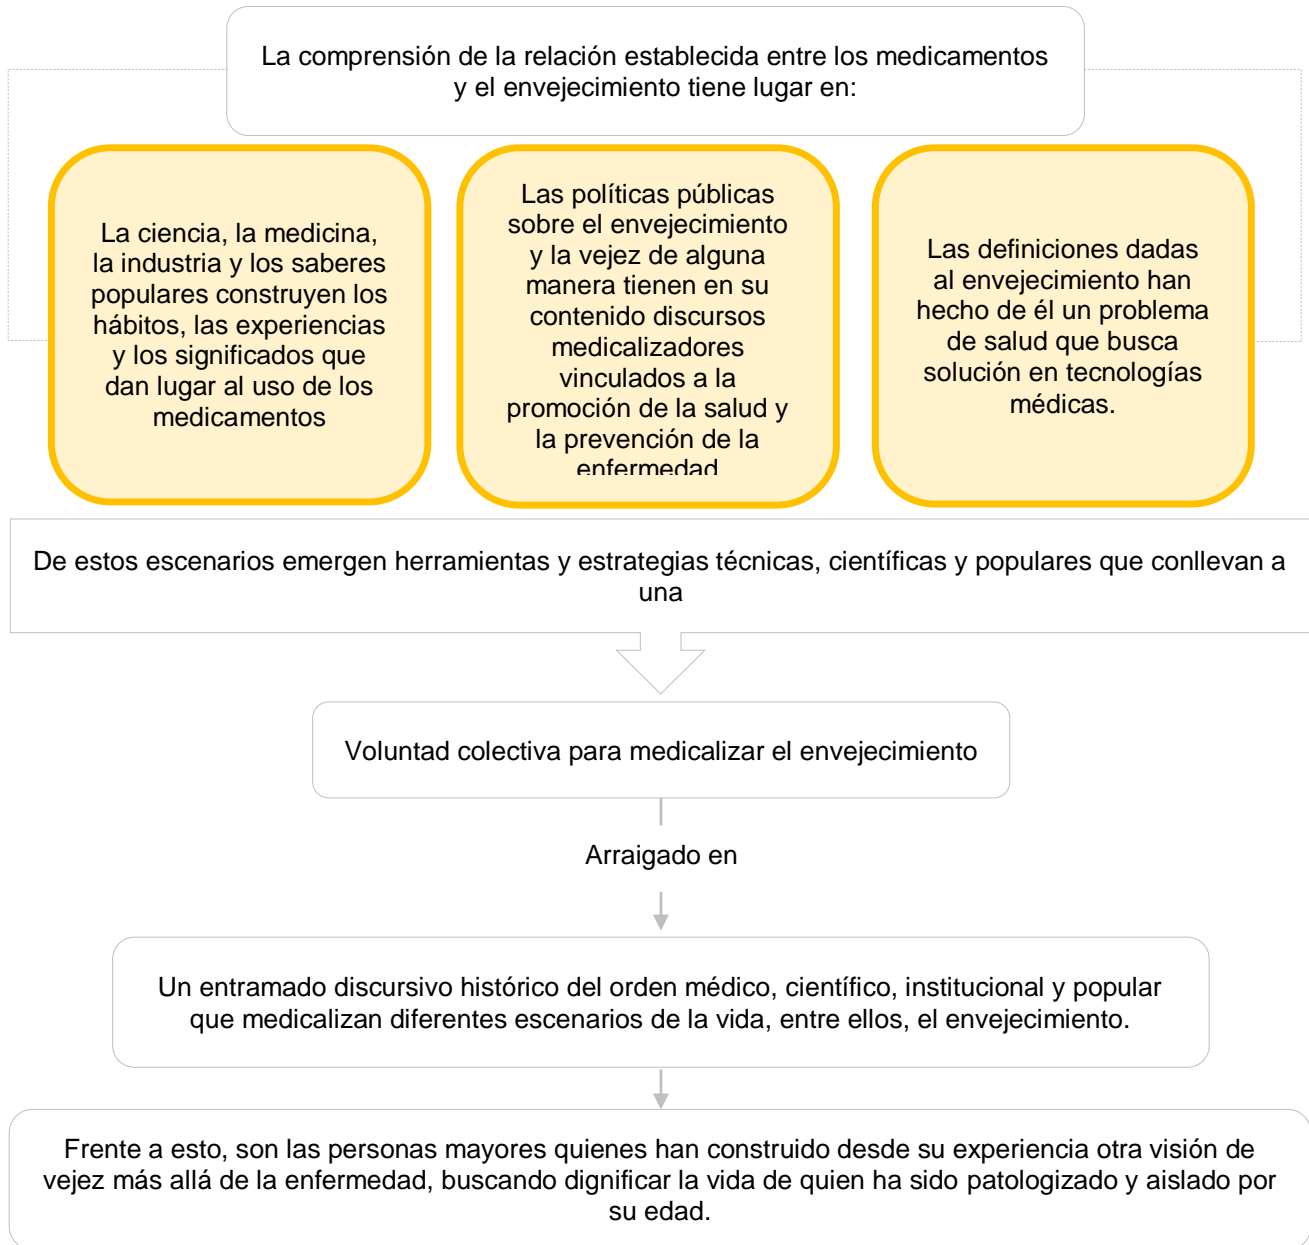 La comprensión de la relación establecida entre los medicamentos
y el envejecimiento tiene lugar en:
La ciencia, la medicina,
la industria y los saberes
populares construyen los
hábitos, las experiencias
y los significados que
dan lugar al uso de los
medicamentos
Las políticas públicas
sobre el envejecimiento
y la vejez de alguna
manera tienen en su
contenido discursos
medicalizadores
vinculados a la
promoción de la salud y
la prevención de la
enfermedad
Las definiciones dadas
al envejecimiento han
hecho de él un problema
de salud que busca
solución en tecnologías
médicas.
De estos escenarios emergen herramientas y estrategias técnicas, científicas y populares que conllevan a
una
Voluntad colectiva para medicalizar el envejecimiento
Arraigado en
Un entramado discursivo histórico del orden médico, científico, institucional y popular
que medicalizan diferentes escenarios de la vida, entre ellos, el envejecimiento.
Frente a esto, son las personas mayores quienes han construido desde su experiencia otra visión de
vejez más allá de la enfermedad, buscando dignificar la vida de quien ha sido patologizado y aislado por
su edad.